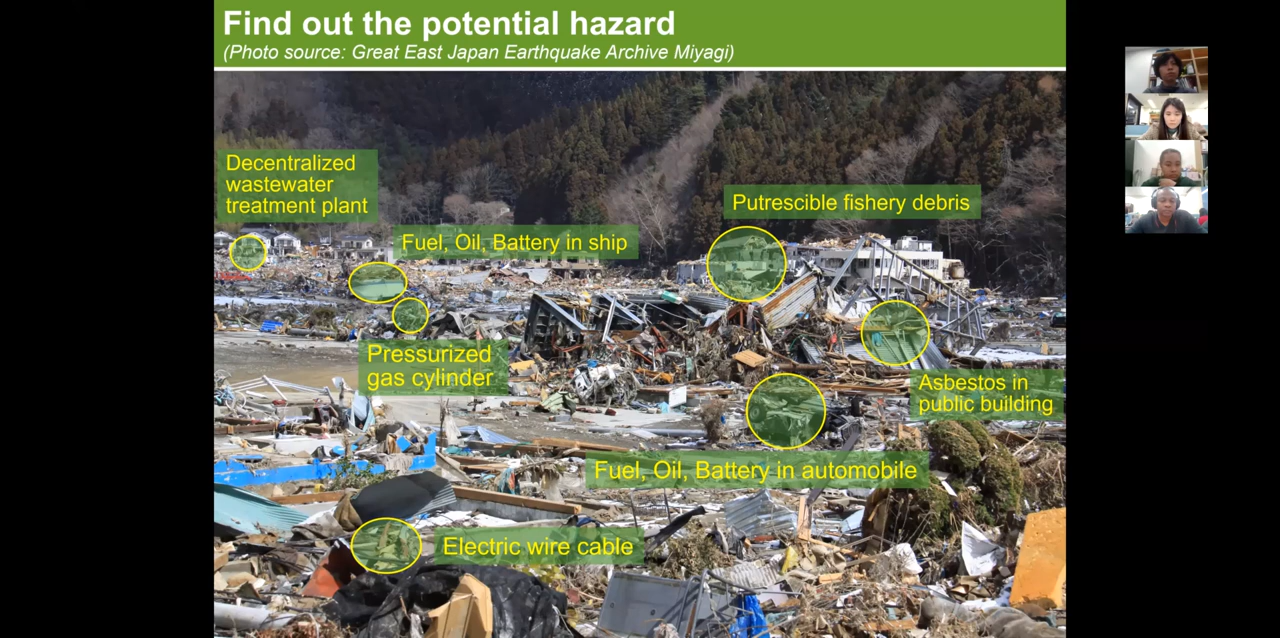 Find out the potential hazard
(Photo source: Great East Japan Earthquake Archive Miyagi)
Decentralized
wastewater
treatment plant
Fuel, Oil, Battery in ship
Putrescible fishery debris
Pressurized
gas cylinder
Asbestos in
public building
Fuel, Oil, Battery in automobile
Electric wire cable